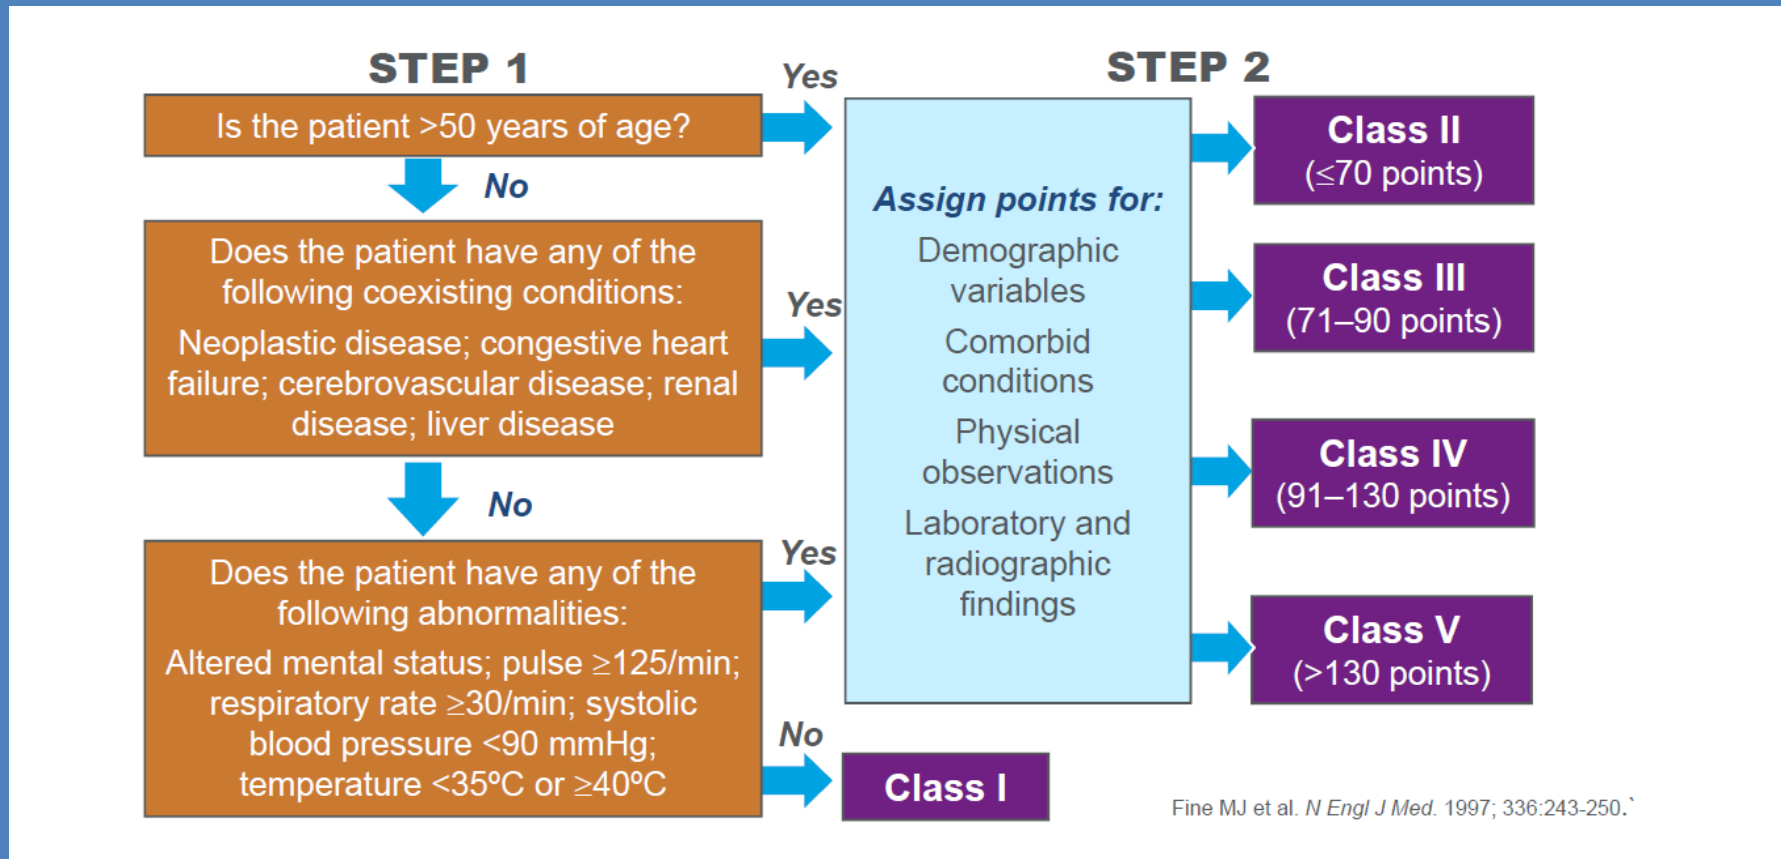 STEP 1
Is the patient >50 years of age?
Yes
No
Does the patient have any of the
following coexisting conditions:
Neoplastic disease; congestive heart
failure; cerebrovascular disease; renal
disease; liver disease
Yes
No
Does the patient have any of the
following abnormalities:
Altered mental status; pulse ≥125/min;
respiratory rate ≥30/min; systolic
blood pressure <90 mmHg;
temperature <35ºC or ≥40ºC
Yes
No
Class I
STEP 2
Assign points for:
Demographic
variables
Comorbid
conditions
Physical
observations
Laboratory and
radiographic
findings
Class II
(≤70 points)
Class III
(71–90 points)
Class IV
(91–130 points)
Class V
(>130 points)
Fine MJ et al. N Engl J Med. 1997; 336:243-250.`